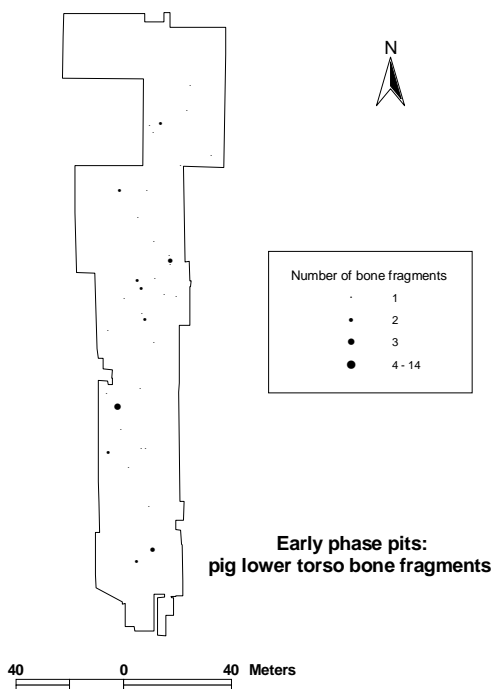 N
Number of bone fragments
1
2
3
4 - 14
Early phase pits:
pig lower torso bone fragments
40 0 40 Meters